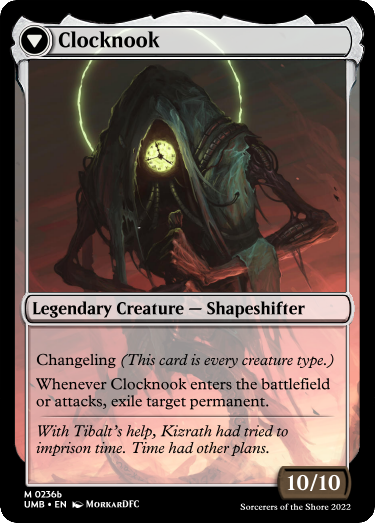 Clocknook
Legendary Creature — Shapeshifter
Changeling (This card is every creature type.)
Whenever Clocknook enters the battlefield
or attacks, exile target permanent.
With Tibalt's help, Kizrath had tried to
imprison time. Time had other plans.
10/10
M 0236b
UMB • EN MorkarDFC
Sorcerers of the Shore 2022